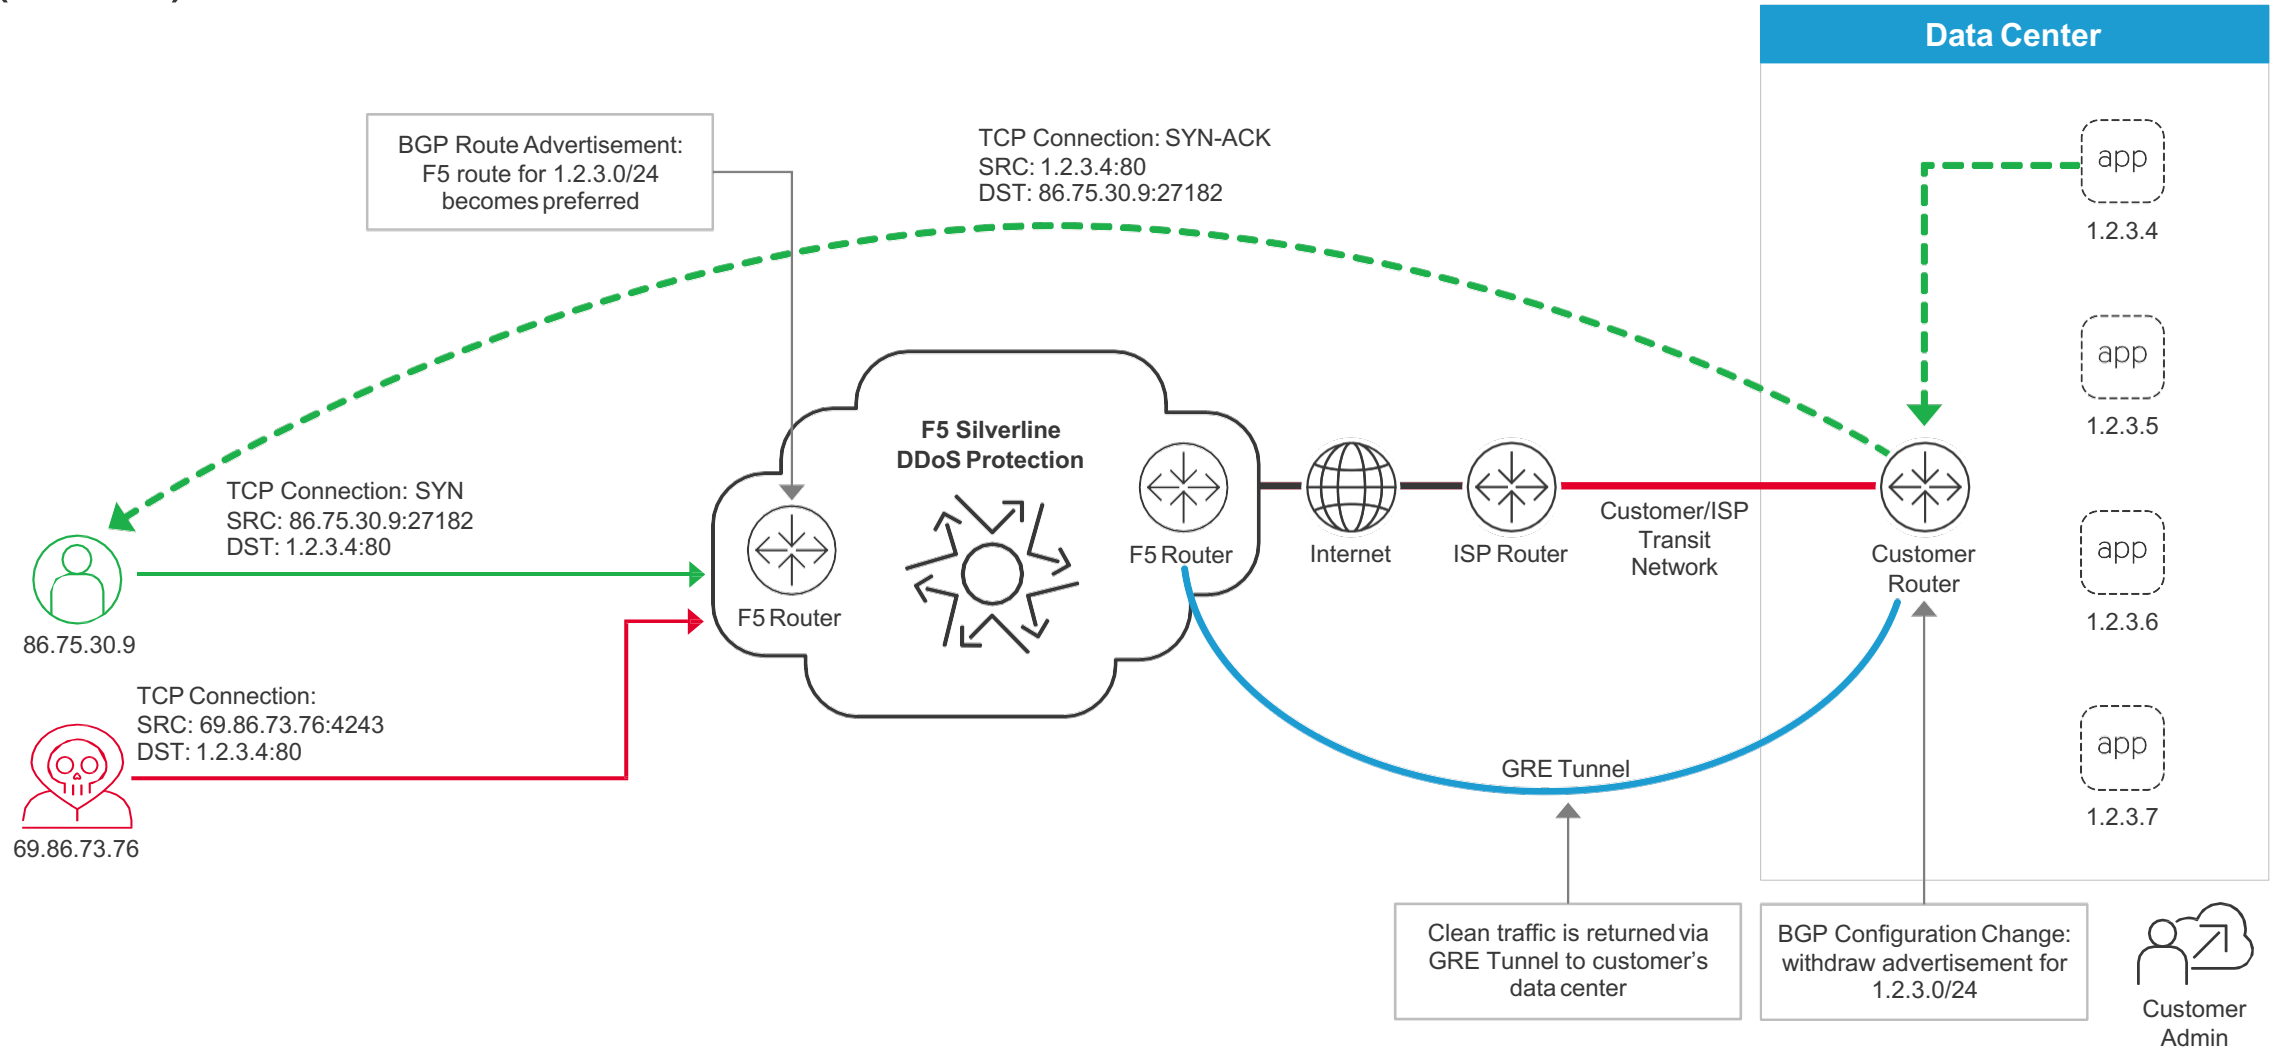 Data Center
BGP Route Advertisement:
F5 route for 1.2.3.0/24
becomes preferred
TCP Connection: SYN-ACK
SRC: 1.2.3.4:80
DST: 86.75.30.9:27182
app
1.2.3.4
app
1.2.3.5
F5 Silverline
DDoS Protection
TCP Connection: SYN
SRC: 86.75.30.9:27182
DST: 1.2.3.4:80
86.75.30.9
F5 Router
F5 Router
Internet
ISP Router
Customer/ISP
Transit
Network
Customer
Router
app
1.2.3.6
TCP Connection:
SRC: 69.86.73.76:4243
DST: 1.2.3.4:80
69.86.73.76
GRE Tunnel
app
1.2.3.7
Clean traffic is returned via
GRE Tunnel to customer’s
data center
BGP Configuration Change:
withdraw advertisement for
1.2.3.0/24
Customer
Admin